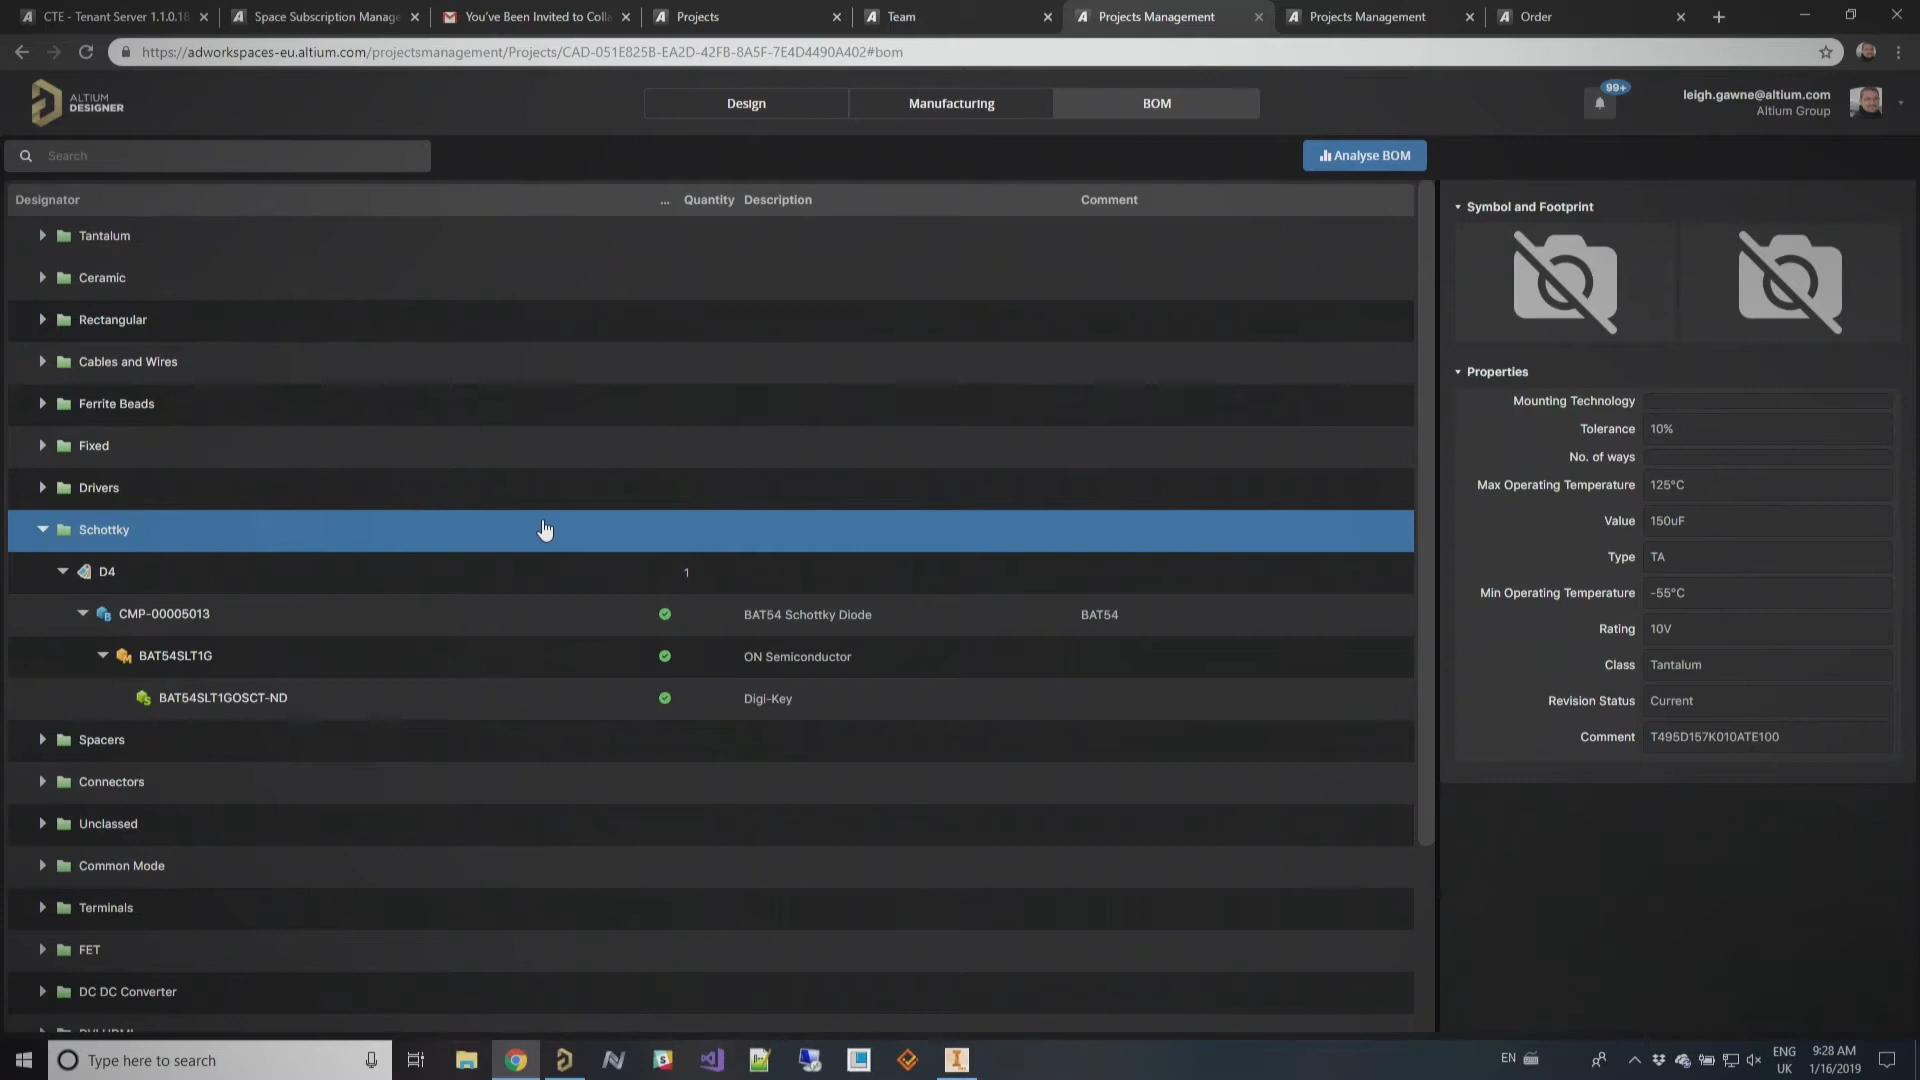 CTE - Tenant Server 1.1.0.18
Space Subscription Manage
You've Been Invited to Colla
Projects
Team
Projects Management
Projects Management
Order
https://adworkspaces-eu.altium.com/projectsmanagement/Projects/CAD-051E825B-EA2D-42FB-8A5F-7E4D4490A402#bom
ALTIUM
DESIGNER
Design
Manufacturing
BOM
99+
leigh.gawne@altium.com
Altium Group
Search
Analyse BOM
Designator
...
Quantity
Description
Comment
Tantalum
Ceramic
Rectangular
Cables and Wires
Ferrite Beads
Fixed
Drivers
Schottky
D4
1
CMP-00005013
BAT54 Schottky Diode
BAT54
BAT54SLT1G
ON Semiconductor
BAT54SLT1GOSCT-ND
Digi-Key
Spacers
Connectors
Unclassed
Common Mode
Terminals
FET
DC DC Converter
Symbol and Footprint
Properties
Mounting Technology
Tolerance 10%
No. of ways
Max Operating Temperature 125°C
Value 150uF
Type TA
Min Operating Temperature -55°C
Rating 10V
Class Tantalum
Revision Status Current
Comment T495D157K010ATE100
Type here to search
EN
ENG
UK
9:28 AM
1/16/2019